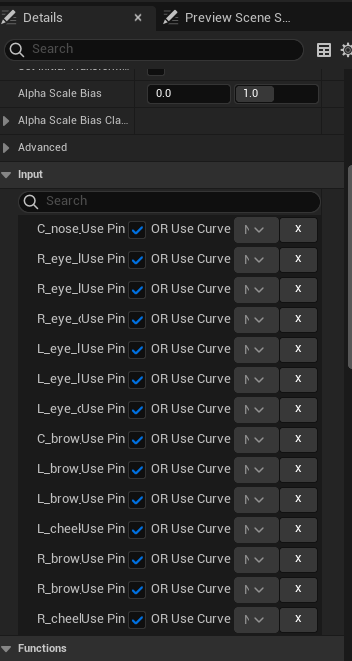 Details
Preview Scene S...
Search
Alpha Scale Bias 0.0 1.0
Alpha Scale Bias Cla...
Advanced
Input
Search
C_nose, Use Pin OR Use Curve X
R_eye_l Use Pin OR Use Curve X
R_eye_l Use Pin OR Use Curve X
R_eye_ Use Pin OR Use Curve X
L_eye_l Use Pin OR Use Curve X
L_eye_l Use Pin OR Use Curve X
L_eye_ Use Pin OR Use Curve X
C_brow, Use Pin OR Use Curve X
L_brow, Use Pin OR Use Curve X
L_brow, Use Pin OR Use Curve X
L_cheel Use Pin OR Use Curve X
R_brow, Use Pin OR Use Curve X
R_brow, Use Pin OR Use Curve X
R_cheel Use Pin OR Use Curve X
Functions